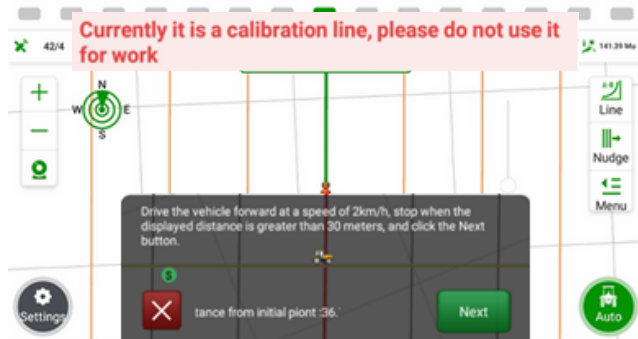 Currently it is a calibration line, please do not use it
for work
42/4
141.39 Mu
N
W E
S
Line
Nudge
Menu
Drive the vehicle forward at a speed of 2km/h, stop when the
displayed distance is greater than 30 meters, and click the Next
button.
S
tance from initial piont :36.
Next
Settings
Auto